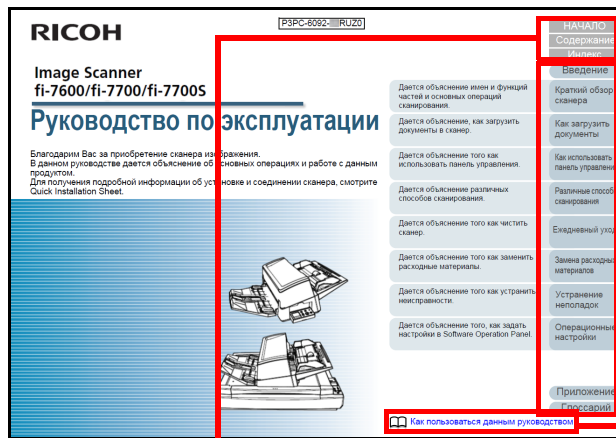 RICOH
P3PC-6092-RUZ0
Image Scanner
fi-7600/fi-7700/fi-7700S
Руководство по эксплуатации
Благодарим Вас за приобретение сканера изображения.
В данном руководстве дается объяснение об основных операциях и работе с данным
продуктом.
Для получения подробной информации об установке и соединении сканера, смотрите
Quick Installation Sheet.
НАЧАЛО
Содержание
Индекс
Введение
Дается объяснение имен и функций
частей и основных операций
сканирования.
Краткий обзор
сканера
Дается объяснение, как загрузить
документы в сканер.
Как загрузить
документы
Дается объяснение того как
использовать панель управления.
Как использовать
панель управлени
Дается объяснение различных
способов сканирования.
Различные способ
сканирования
Дается объяснение того как чистить
сканер.
Ежедневный уход
Дается объяснение того как заменить
расходные материалы.
Замена расходны
материалов
Дается объяснение того как устранить
неисправности.
Устранение
неполадок
Дается объяснение того, как задать
настройки в Software Operation Panel.
Операционные
настройки
Приложение
Глоссарий
Как пользоваться данным руководством